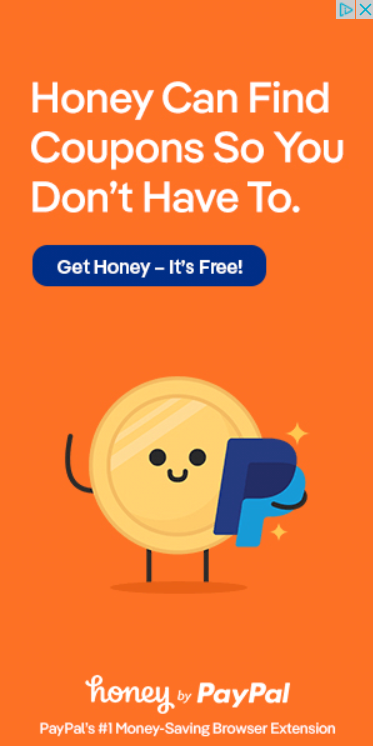 Honey Can Find
Coupons So You
Don't Have To.
Get Honey – It's Free!
honey by PayPal
PayPal's #1 Money-Saving Browser Extension